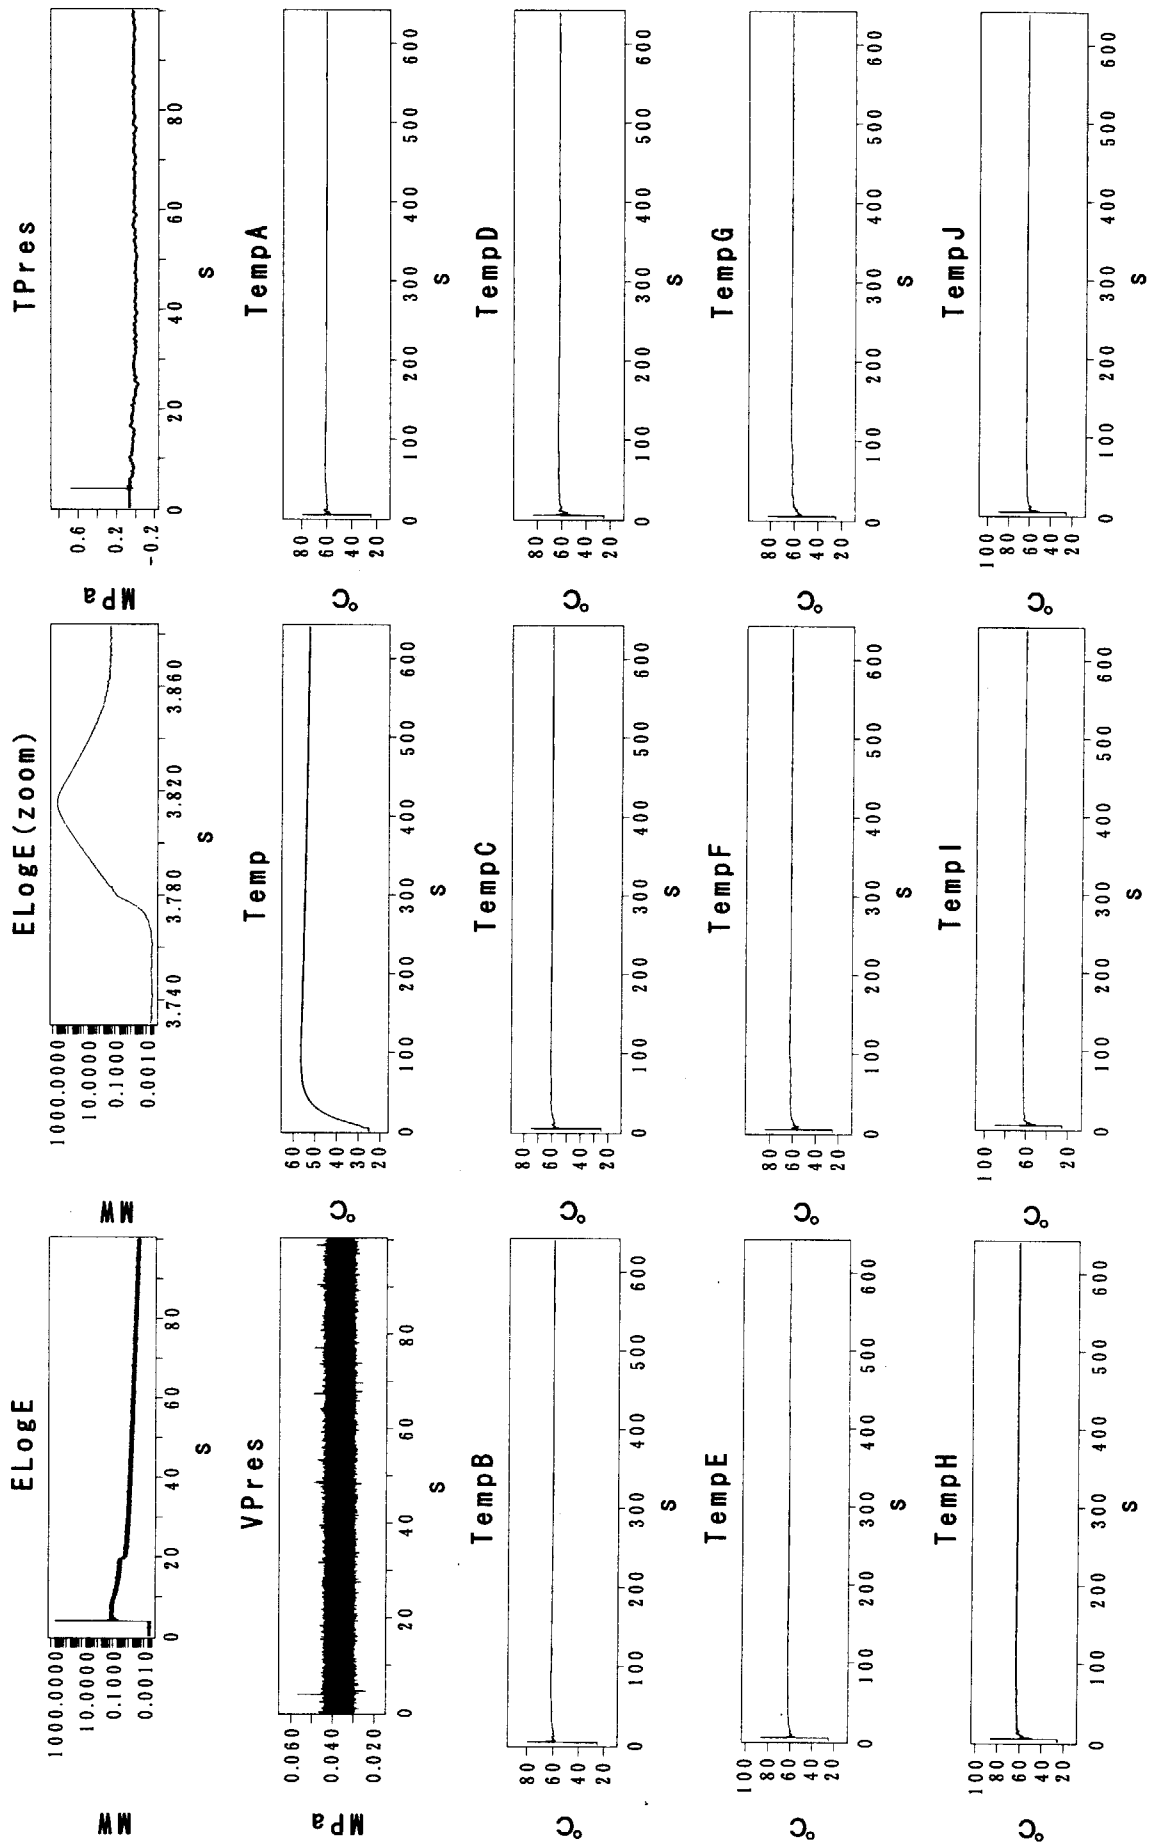 ELogE
MW
1000.0000
10.0000
0.1000
0.0010
0 20 40 60 80
s
ELogE(zoom)
MW
1000.0000
10.0000
0.1000
0.0010
3.740 3.780 3.820 3.860
s
TPres
MPa
0.6
0.2
-0.2
0 20 40 60 80
s
VPres
MPa
0.060
0.040
0.020
0 20 40 60 80
s
Temp
°C
60
50
40
30
20
0 100 200 300 400 500 600
s
TempA
°C
80
60
40
20
0 100 200 300 400 500 600
s
TempB
°C
80
60
40
20
0 100 200 300 400 500 600
s
TempC
°C
80
60
40
20
0 100 200 300 400 500 600
s
TempD
°C
80
60
40
20
0 100 200 300 400 500 600
s
TempE
°C
100
80
60
40
20
0 100 200 300 400 500 600
s
TempF
°C
80
60
40
20
0 100 200 300 400 500 600
s
TempG
°C
80
60
40
20
0 100 200 300 400 500 600
s
TempH
°C
100
80
60
40
20
0 100 200 300 400 500 600
s
TempI
°C
100
60
20
0 100 200 300 400 500 600
s
TempJ
°C
100
80
60
40
20
0 100 200 300 400 500 600
s